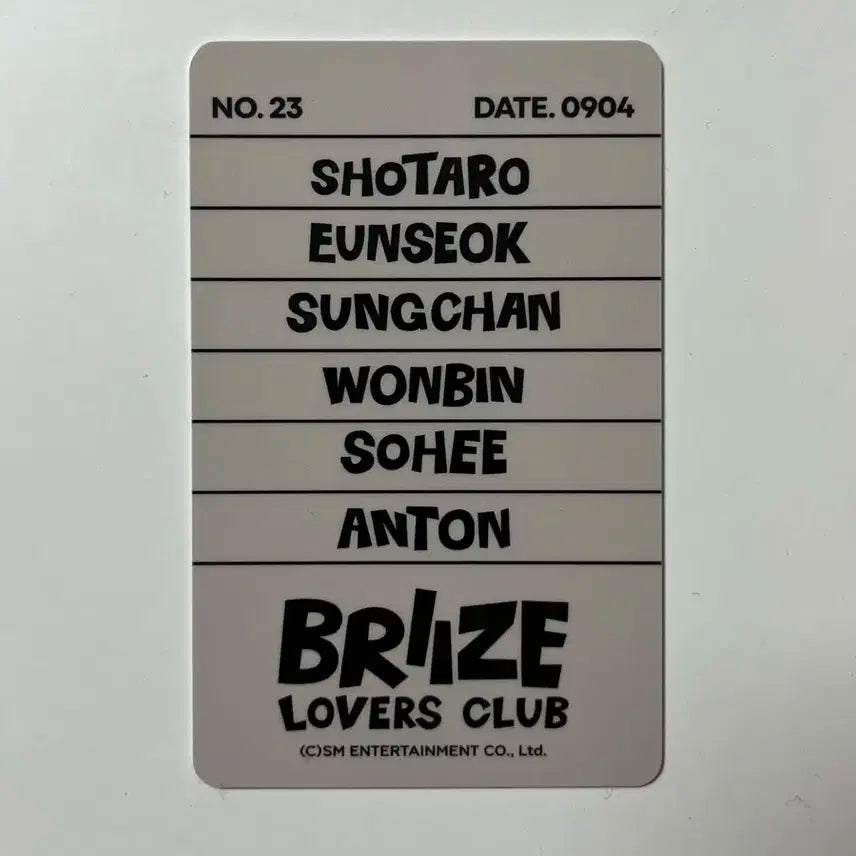 NO. 23 DATE. 0904
SHOTARO
EUNSEOK
SUNGCHAN
WONBIN
SOHEE
ANTON
BRIIZE
LOVERS CLUB
(C)SM ENTERTAINMENT CO., Ltd.